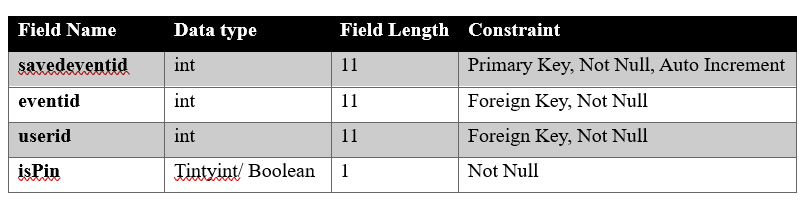 Field Name Data type Field Length Constraint
savedeventid int 11 Primary Key, Not Null, Auto Increment
eventid int 11 Foreign Key, Not Null
userid int 11 Foreign Key, Not Null
isPin Tintyint/ Boolean 1 Not Null